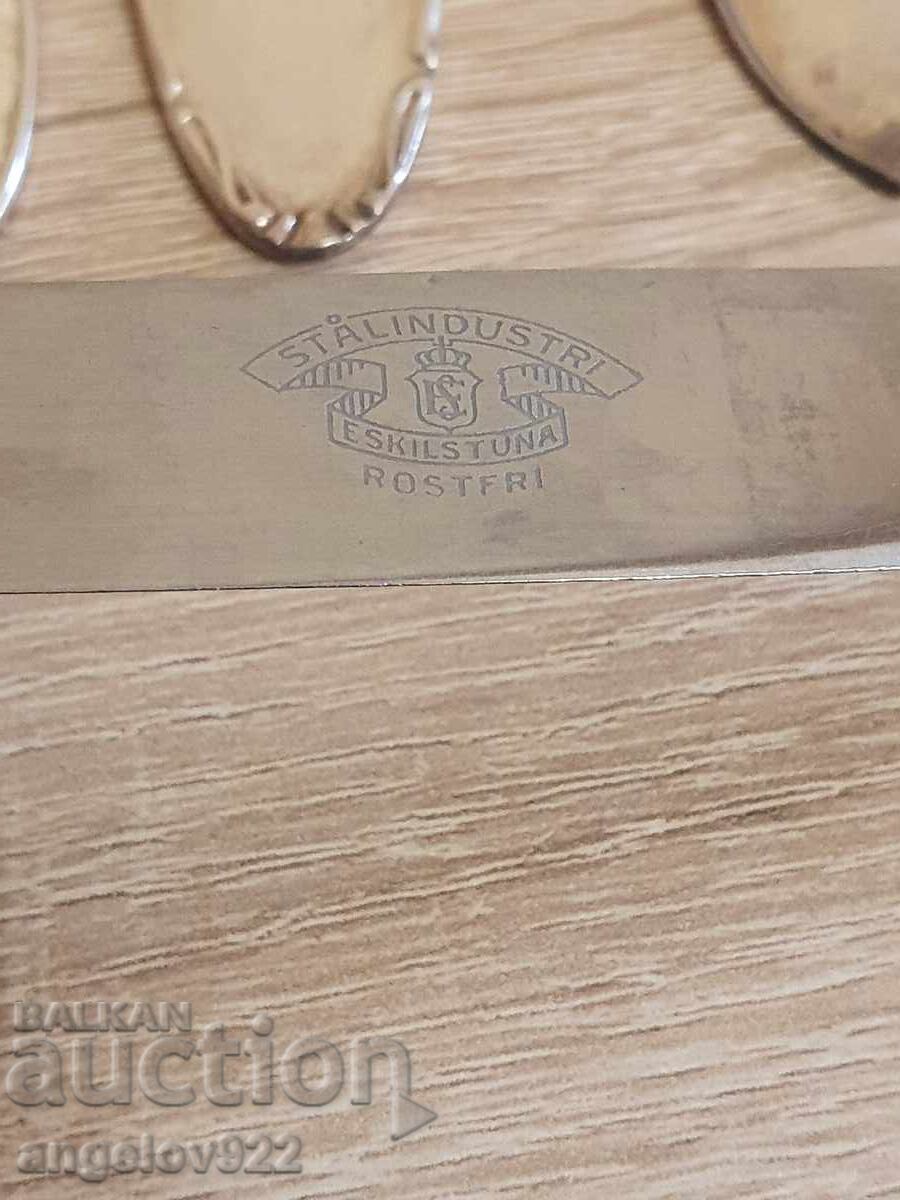 STÅLINDUSTRI
ESKILSTUNA
ROSTFRI
BALKAN
auction
angelov922